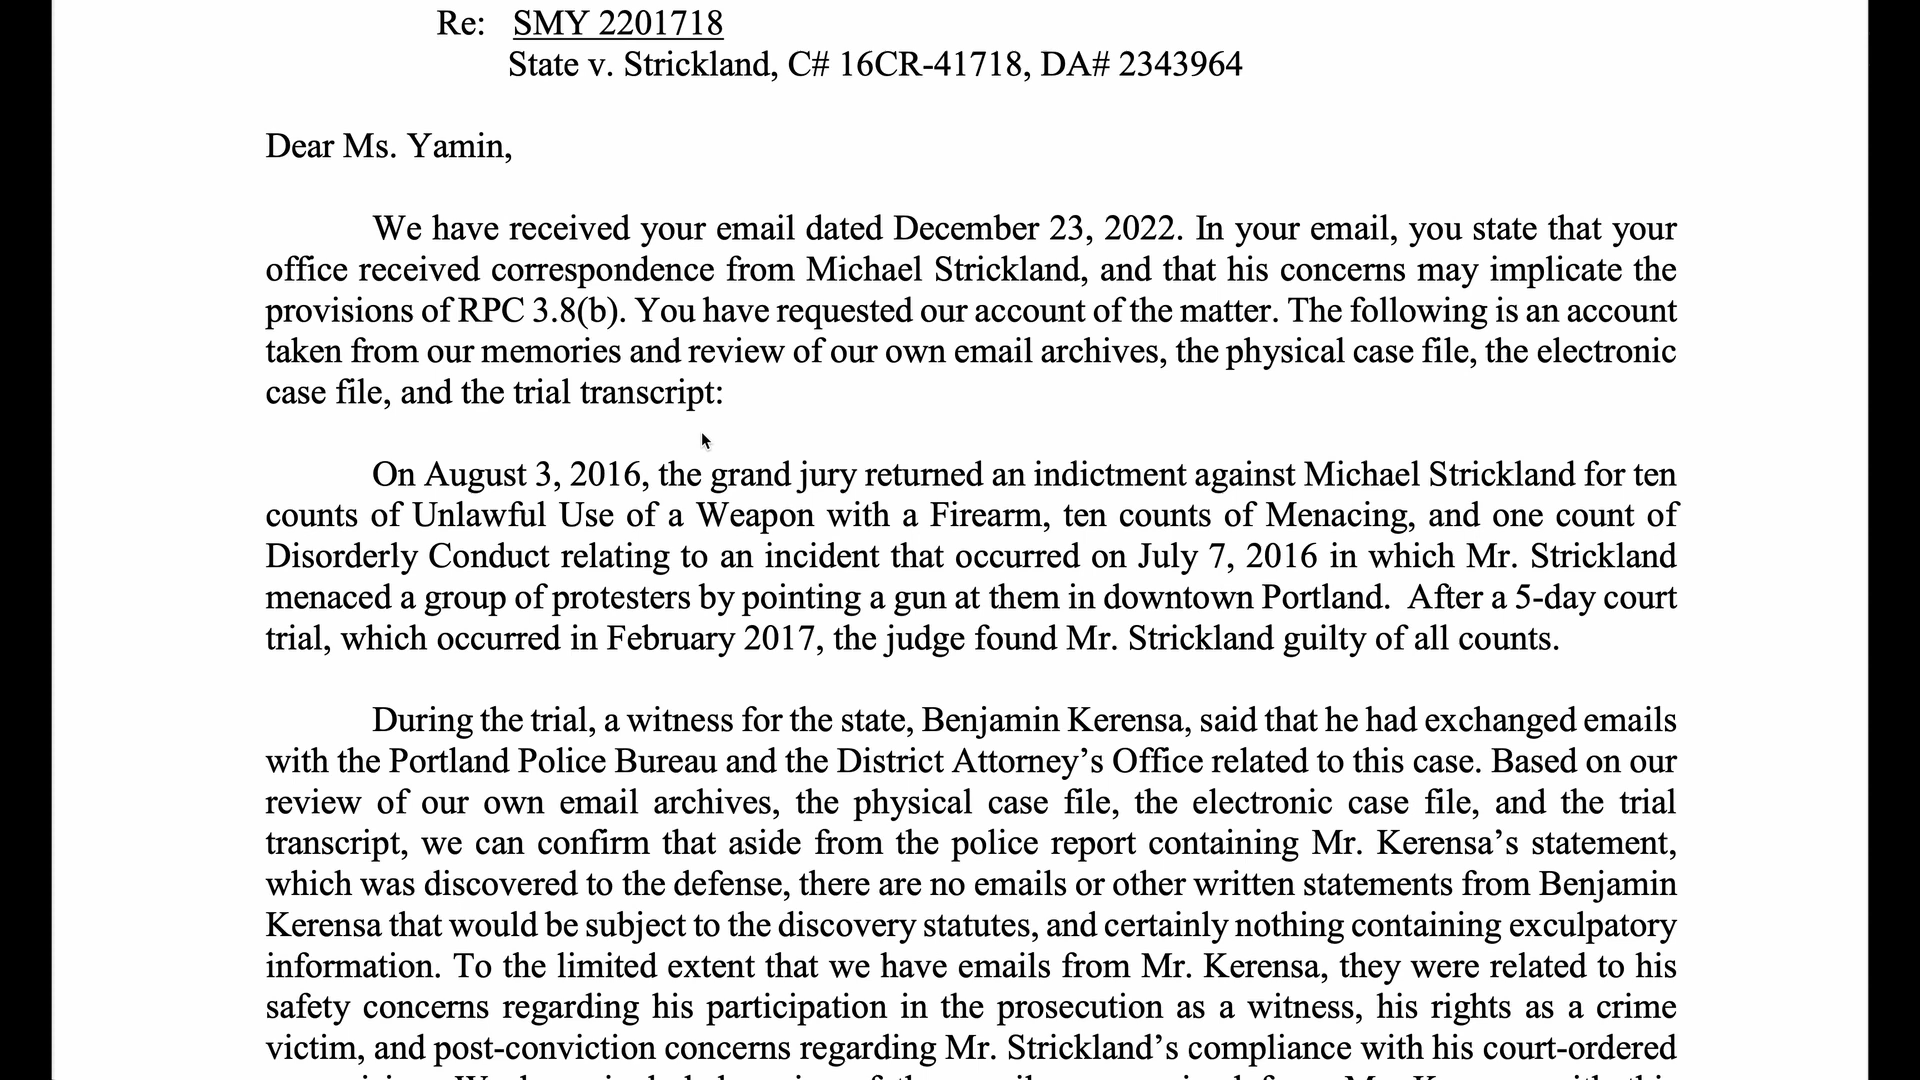 Re: SMY 2201718
State v. Strickland, C# 16CR-41718, DA# 2343964
Dear Ms. Yamin,
We have received your email dated December 23, 2022. In your email, you state that your
office received correspondence from Michael Strickland, and that his concerns may implicate the
provisions of RPC 3.8(b). You have requested our account of the matter. The following is an account
taken from our memories and review of our own email archives, the physical case file, the electronic
case file, and the trial transcript:
On August 3, 2016, the grand jury returned an indictment against Michael Strickland for ten
counts of Unlawful Use of a Weapon with a Firearm, ten counts of Menacing, and one count of
Disorderly Conduct relating to an incident that occurred on July 7, 2016 in which Mr. Strickland
menaced a group of protesters by pointing a gun at them in downtown Portland. After a 5-day court
trial, which occurred in February 2017, the judge found Mr. Strickland guilty of all counts.
During the trial, a witness for the state, Benjamin Kerensa, said that he had exchanged emails
with the Portland Police Bureau and the District Attorney’s Office related to this case. Based on our
review of our own email archives, the physical case file, the electronic case file, and the trial
transcript, we can confirm that aside from the police report containing Mr. Kerensa’s statement,
which was discovered to the defense, there are no emails or other written statements from Benjamin
Kerensa that would be subject to the discovery statutes, and certainly nothing containing exculpatory
information. To the limited extent that we have emails from Mr. Kerensa, they were related to his
safety concerns regarding his participation in the prosecution as a witness, his rights as a crime
victim, and post-conviction concerns regarding Mr. Strickland’s compliance with his court-ordered